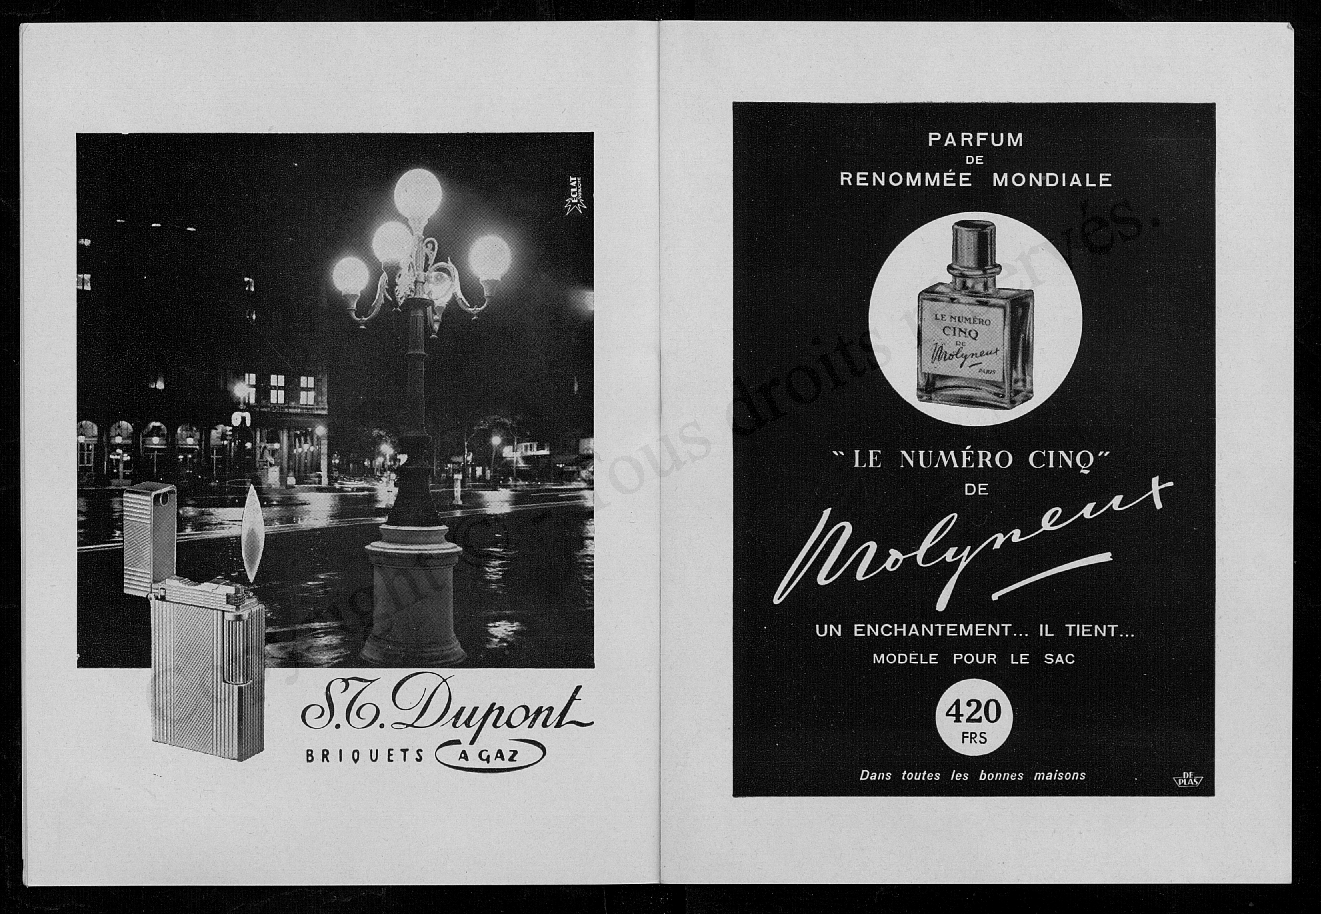 ÉCLAT
S.T. Dupont
BRIQUETS A GAZ
PARFUM
DE
RENOMMÉE MONDIALE
LE NUMÉRO
CINQ
DE
Molyneux
PARIS
"LE NUMÉRO CINQ"
DE
Molyneux
UN ENCHANTEMENT... IL TIENT...
MODÈLE POUR LE SAC
420
FRS
Dans toutes les bonnes maisons
DE
PLAS
© - Tous droits réservés.